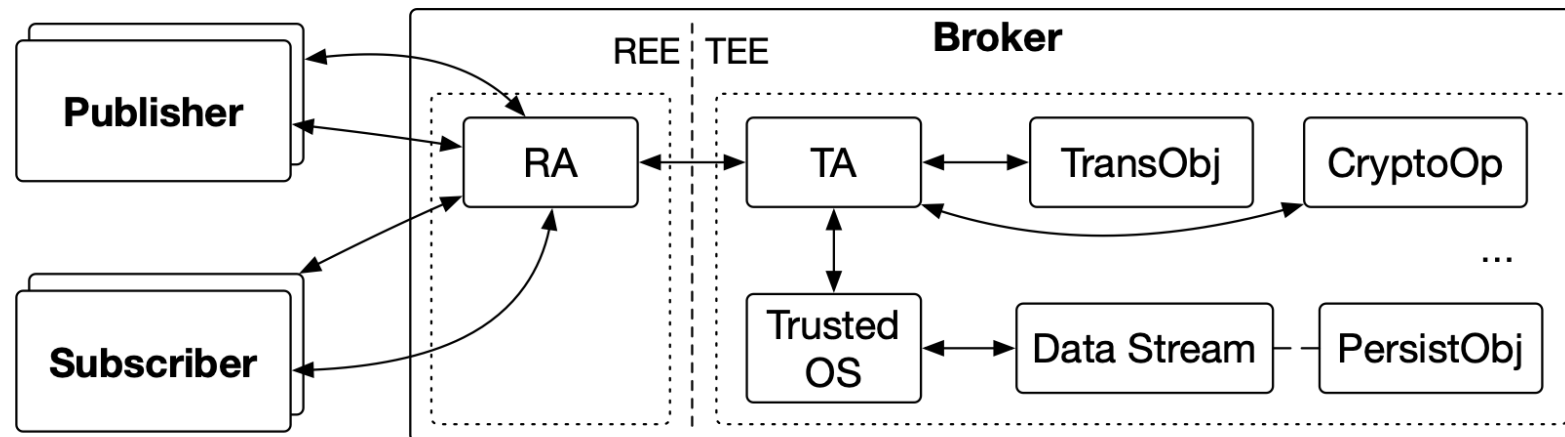 Broker
REE
TEE
Publisher
RA
TA
TransObj
CryptoOp
...
Subscriber
Trusted
OS
Data Stream
PersistObj